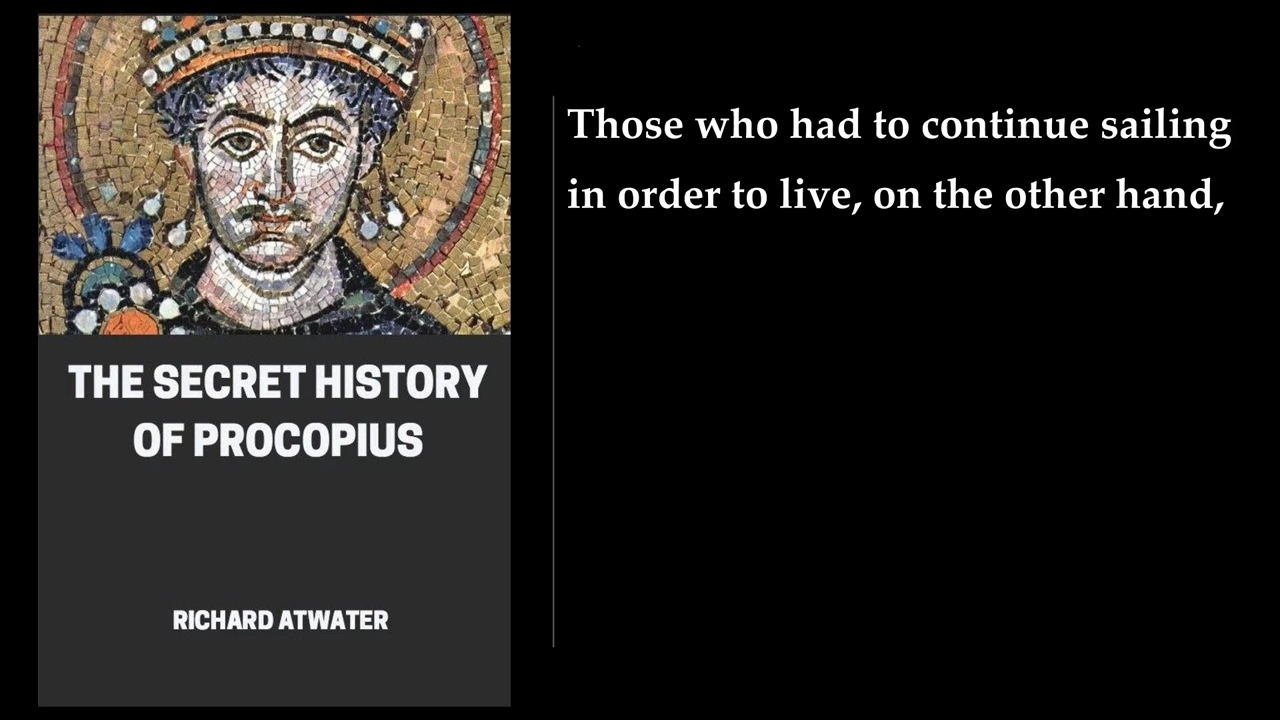 THE SECRET HISTORY
OF PROCOPIUS
RICHARD ATWATER
Those who had to continue sailing
in order to live, on the other hand,